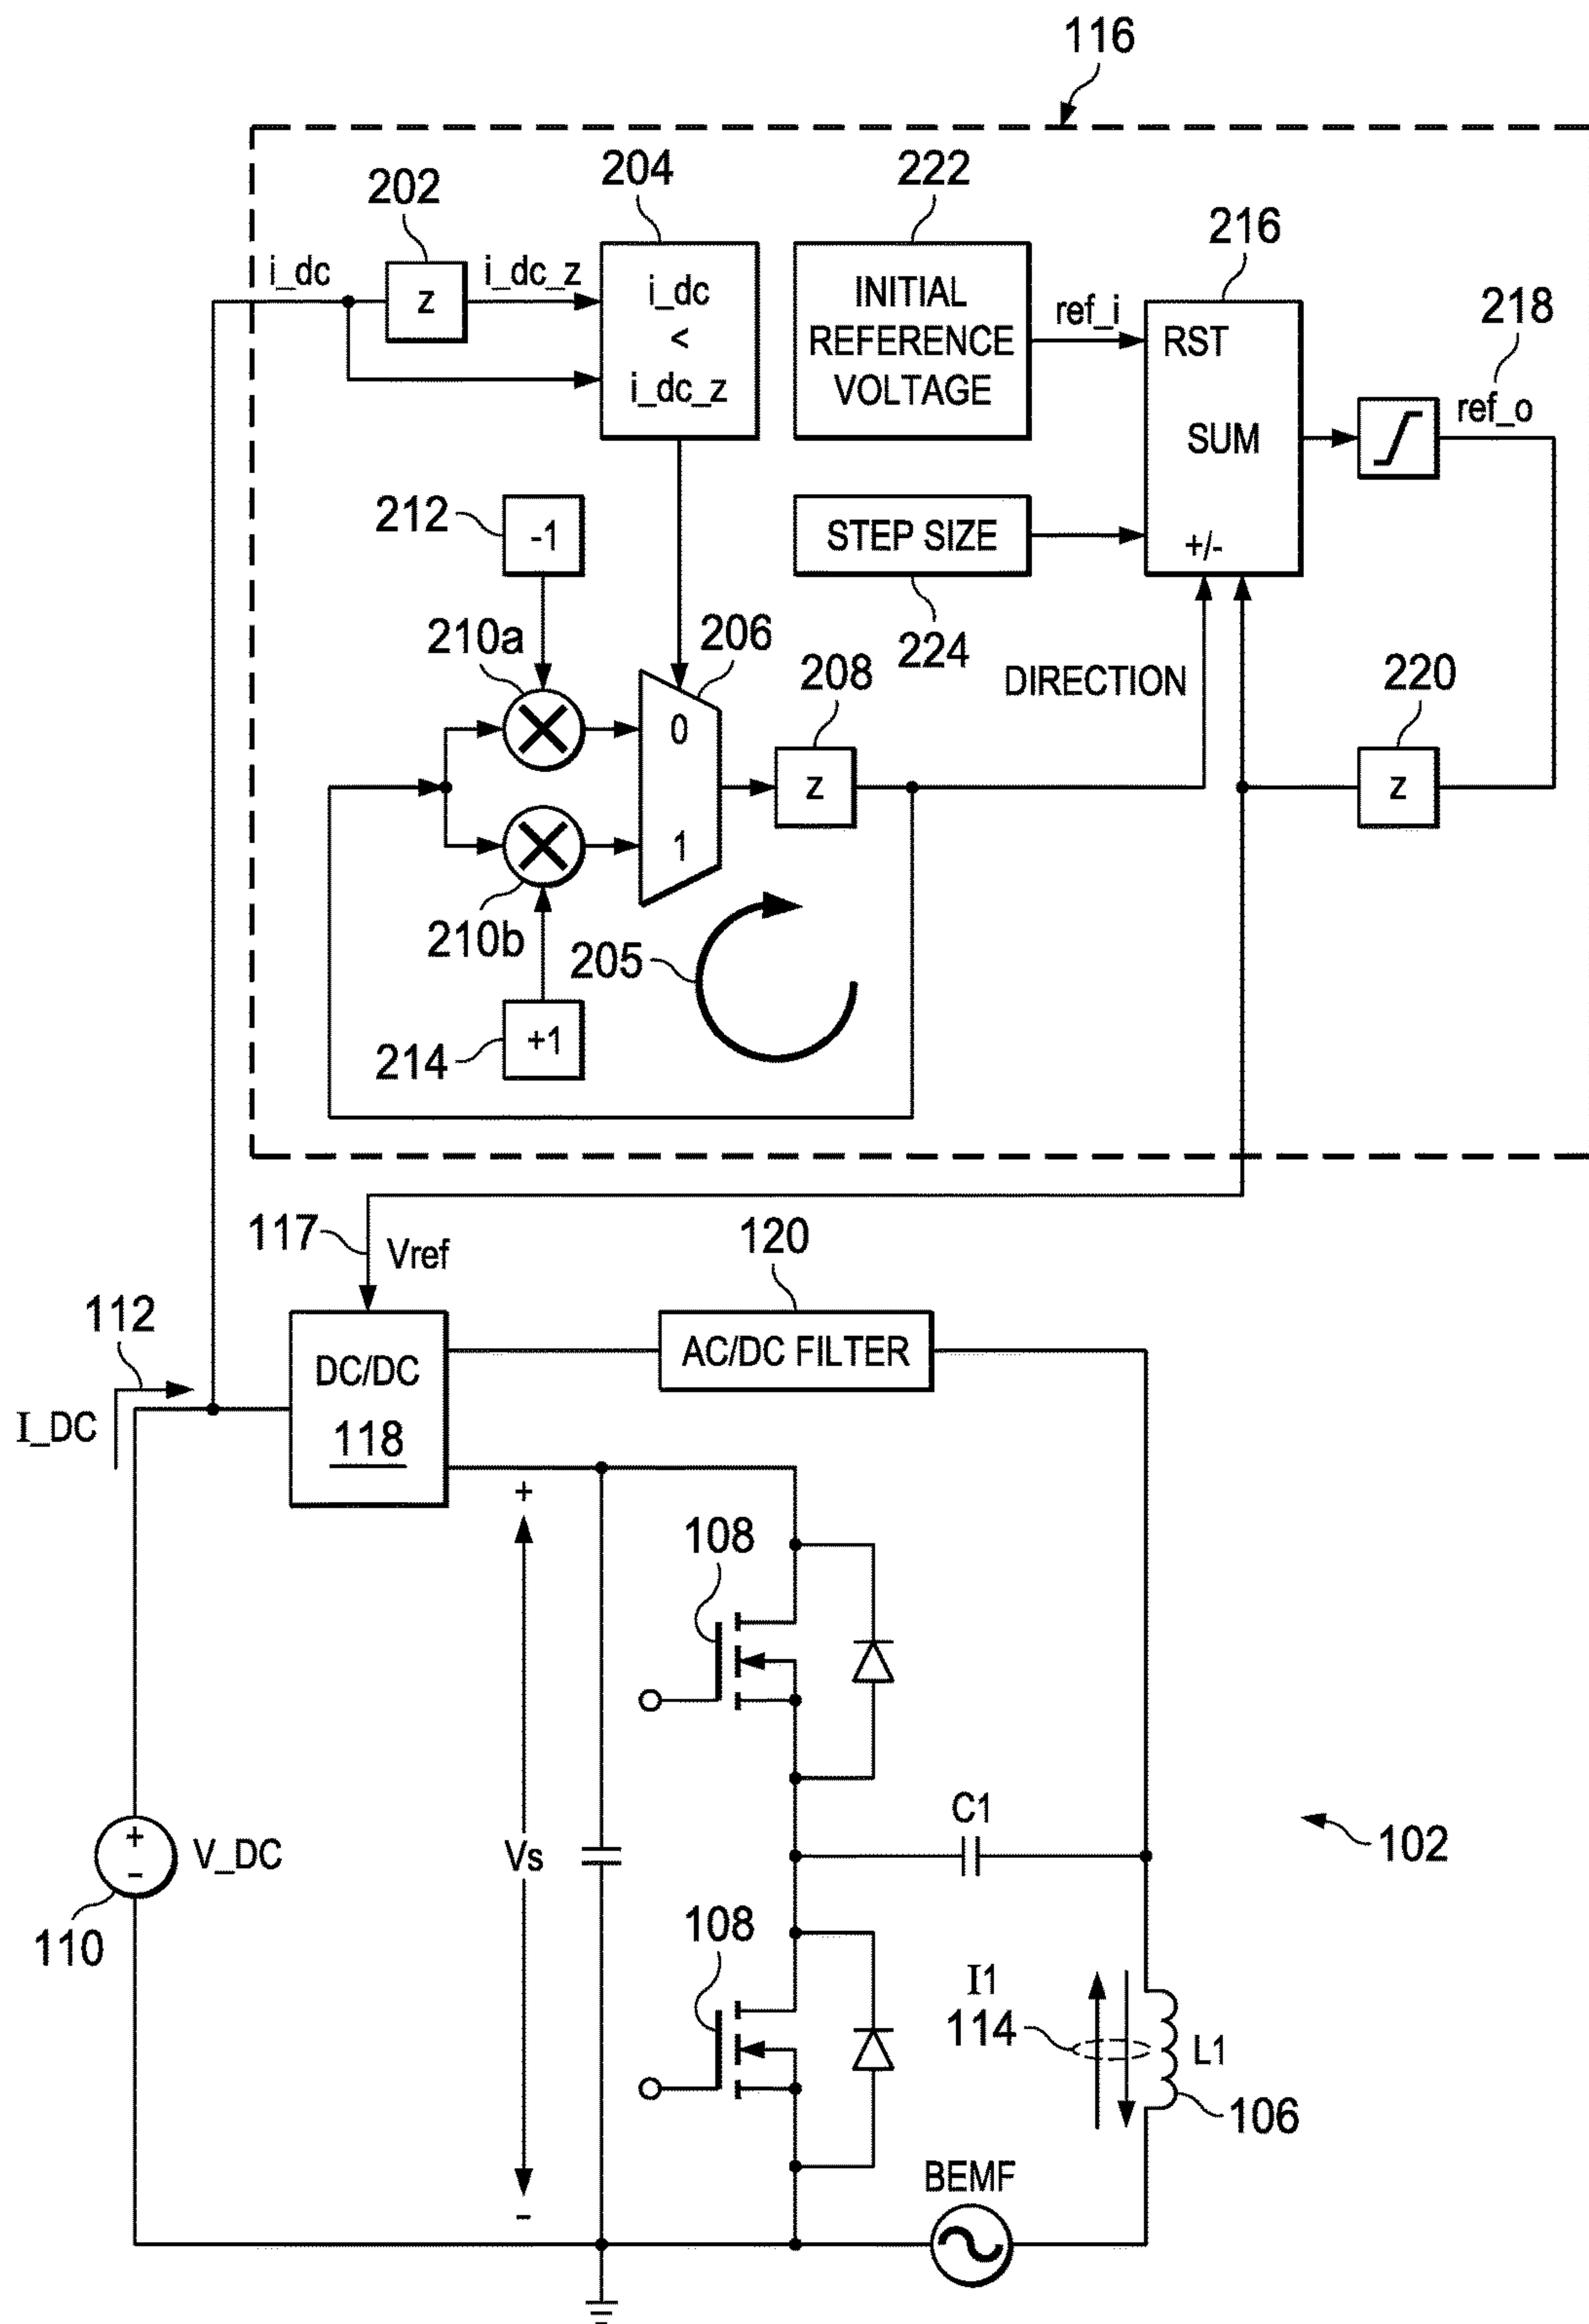 116
202
204
222
216
218
i_dc
z
i_dc_z
i_dc
<
i_dc_z
INITIAL
REFERENCE
VOLTAGE
ref_i
RST
SUM
+/-
ref_o
212
-1
STEP SIZE
224
210a
206
208
DIRECTION
220
0
1
z
z
210b
205
214
+1
117
Vref
120
112
I_DC
DC/DC
118
AC/DC FILTER
+
Vs
-
108
C1
102
+
-
V_DC
110
108
I1
114
L1
106
BEMF